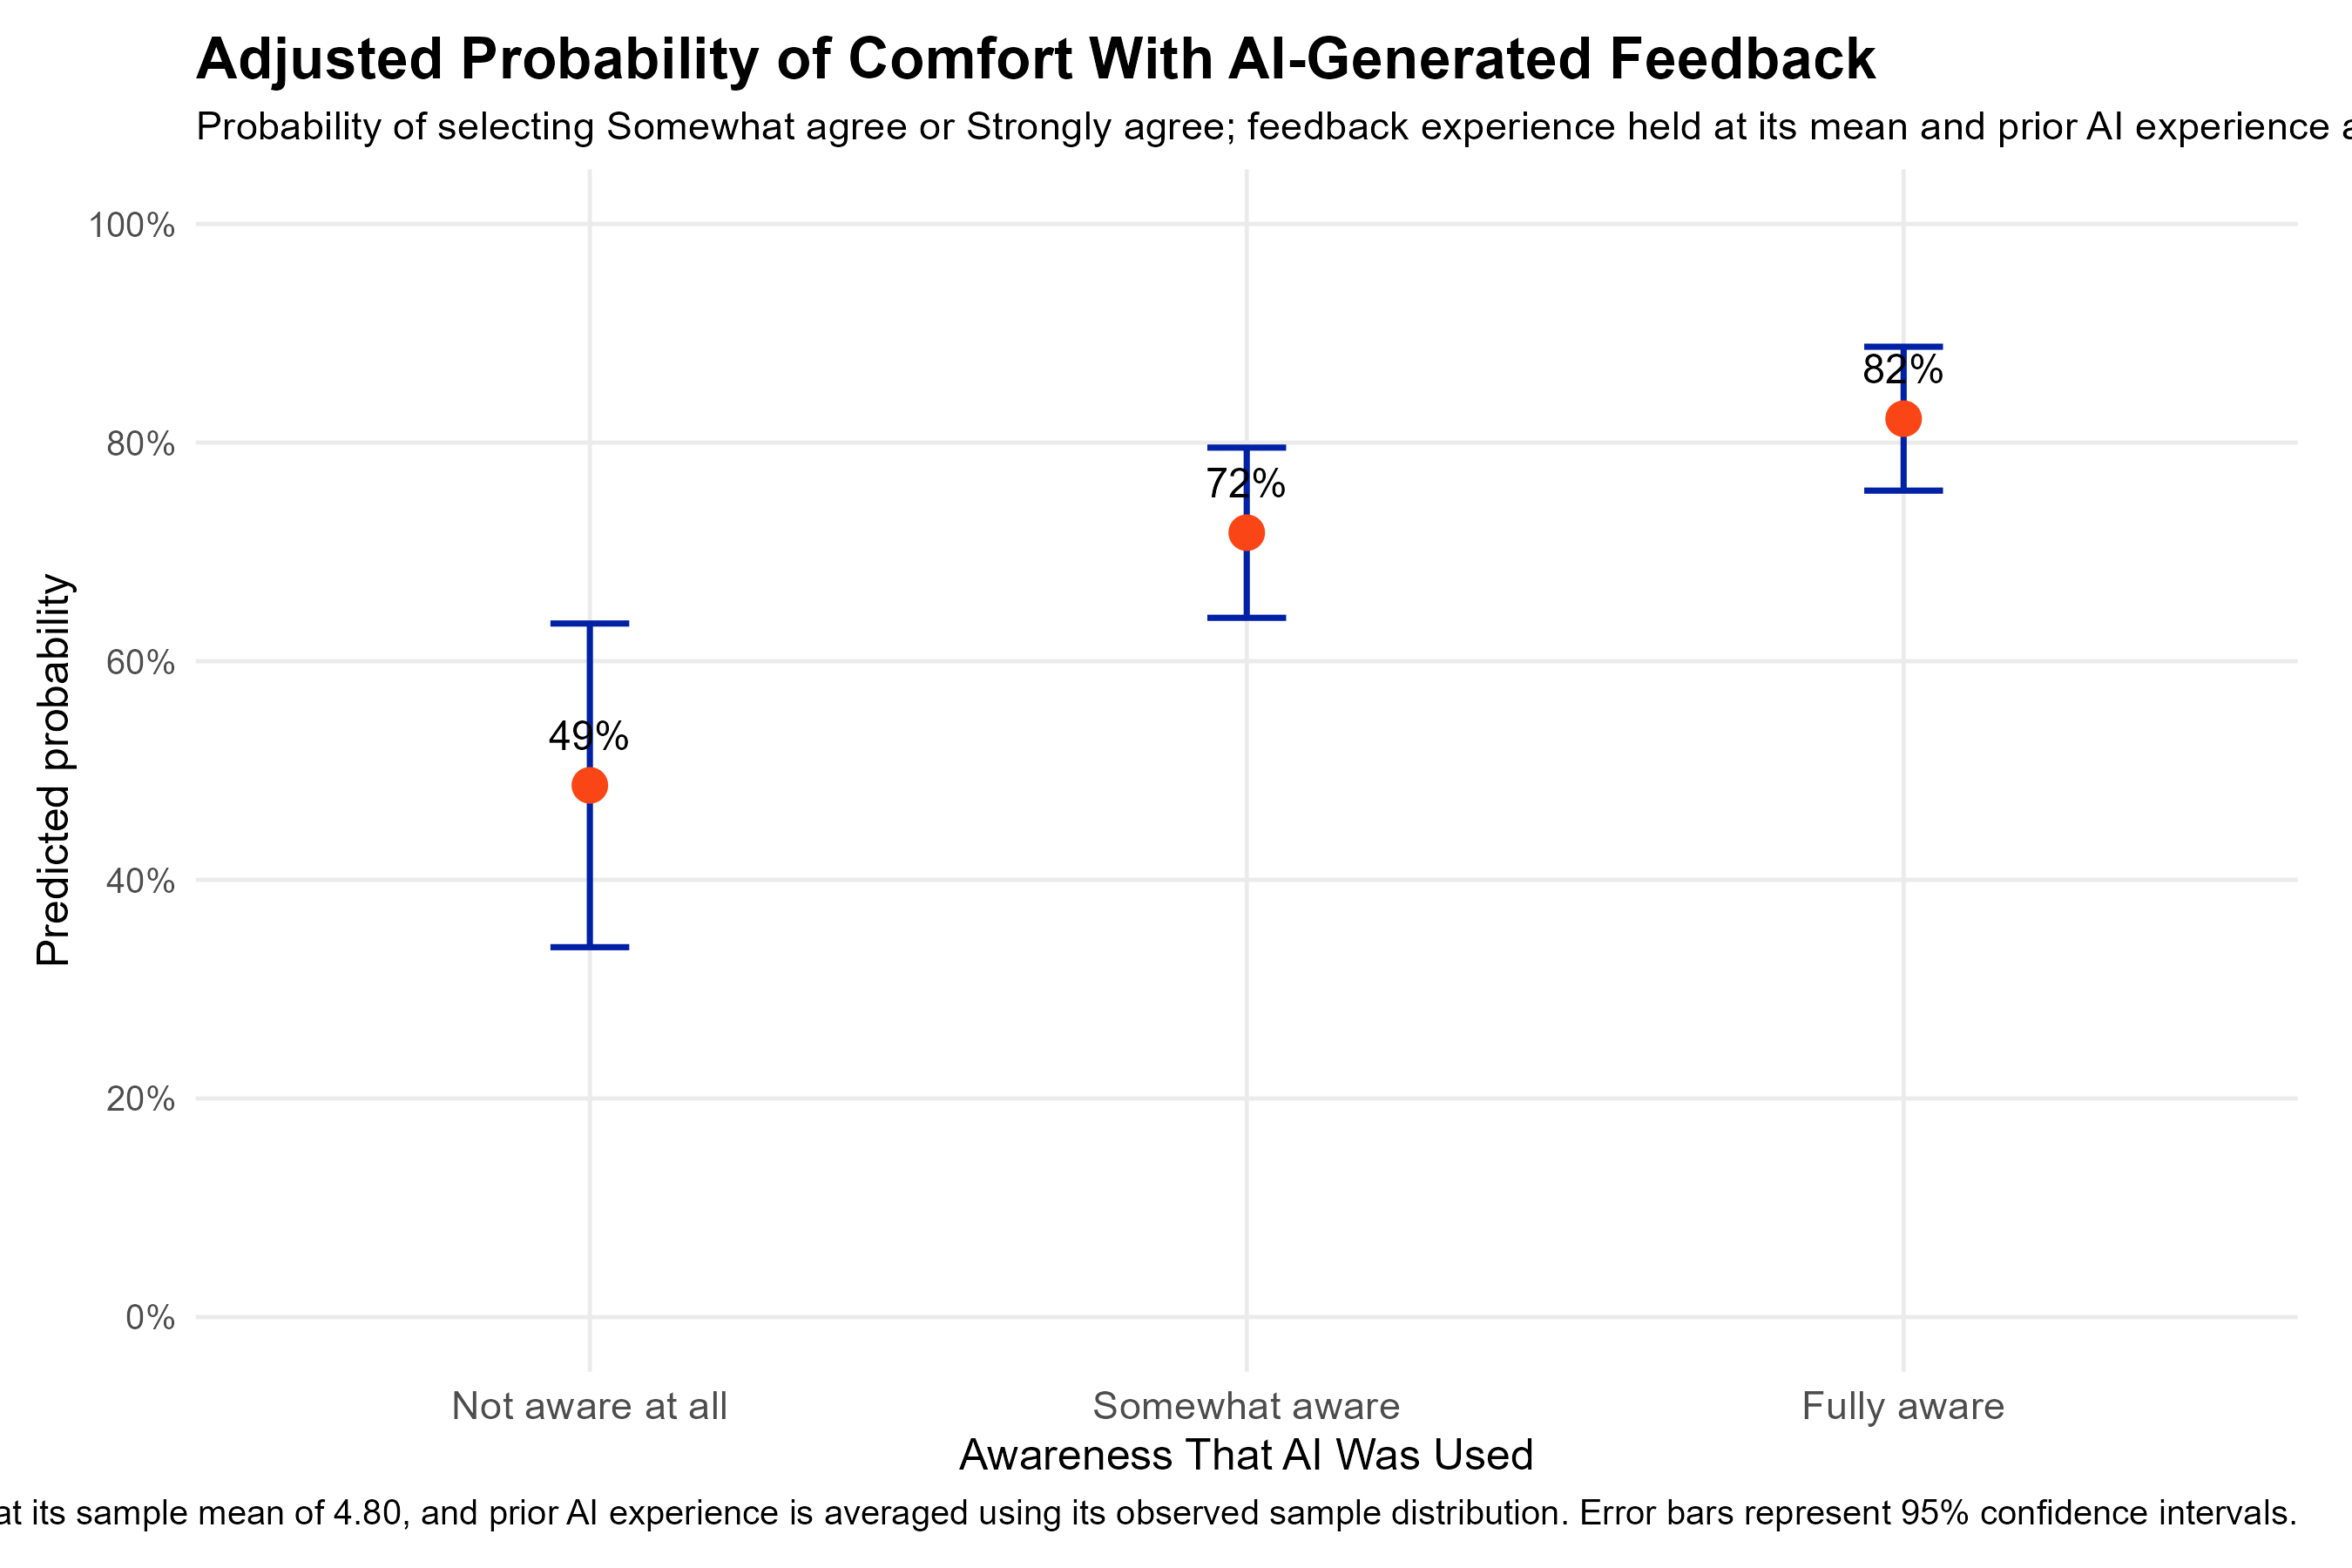 Adjusted Probability of Comfort With AI-Generated Feedback
Probability of selecting Somewhat agree or Strongly agree; feedback experience held at its mean and prior AI experience a
100%
80%
60%
40%
20%
0%
Predicted probability
49%
72%
82%
Not aware at all
Somewhat aware
Fully aware
Awareness That AI Was Used
at its sample mean of 4.80, and prior AI experience is averaged using its observed sample distribution. Error bars represent 95% confidence intervals.